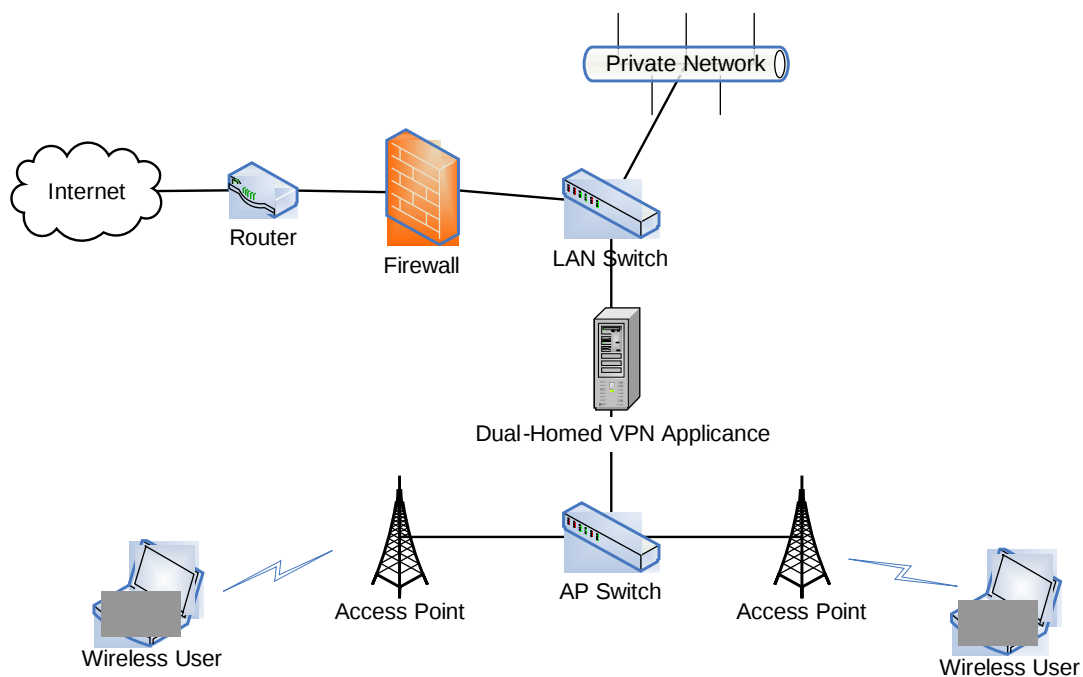 Private Network
Internet
Router
Firewall
LAN Switch
Dual-Homed VPN Applicance
Access Point
AP Switch
Access Point
Wireless User
Wireless User